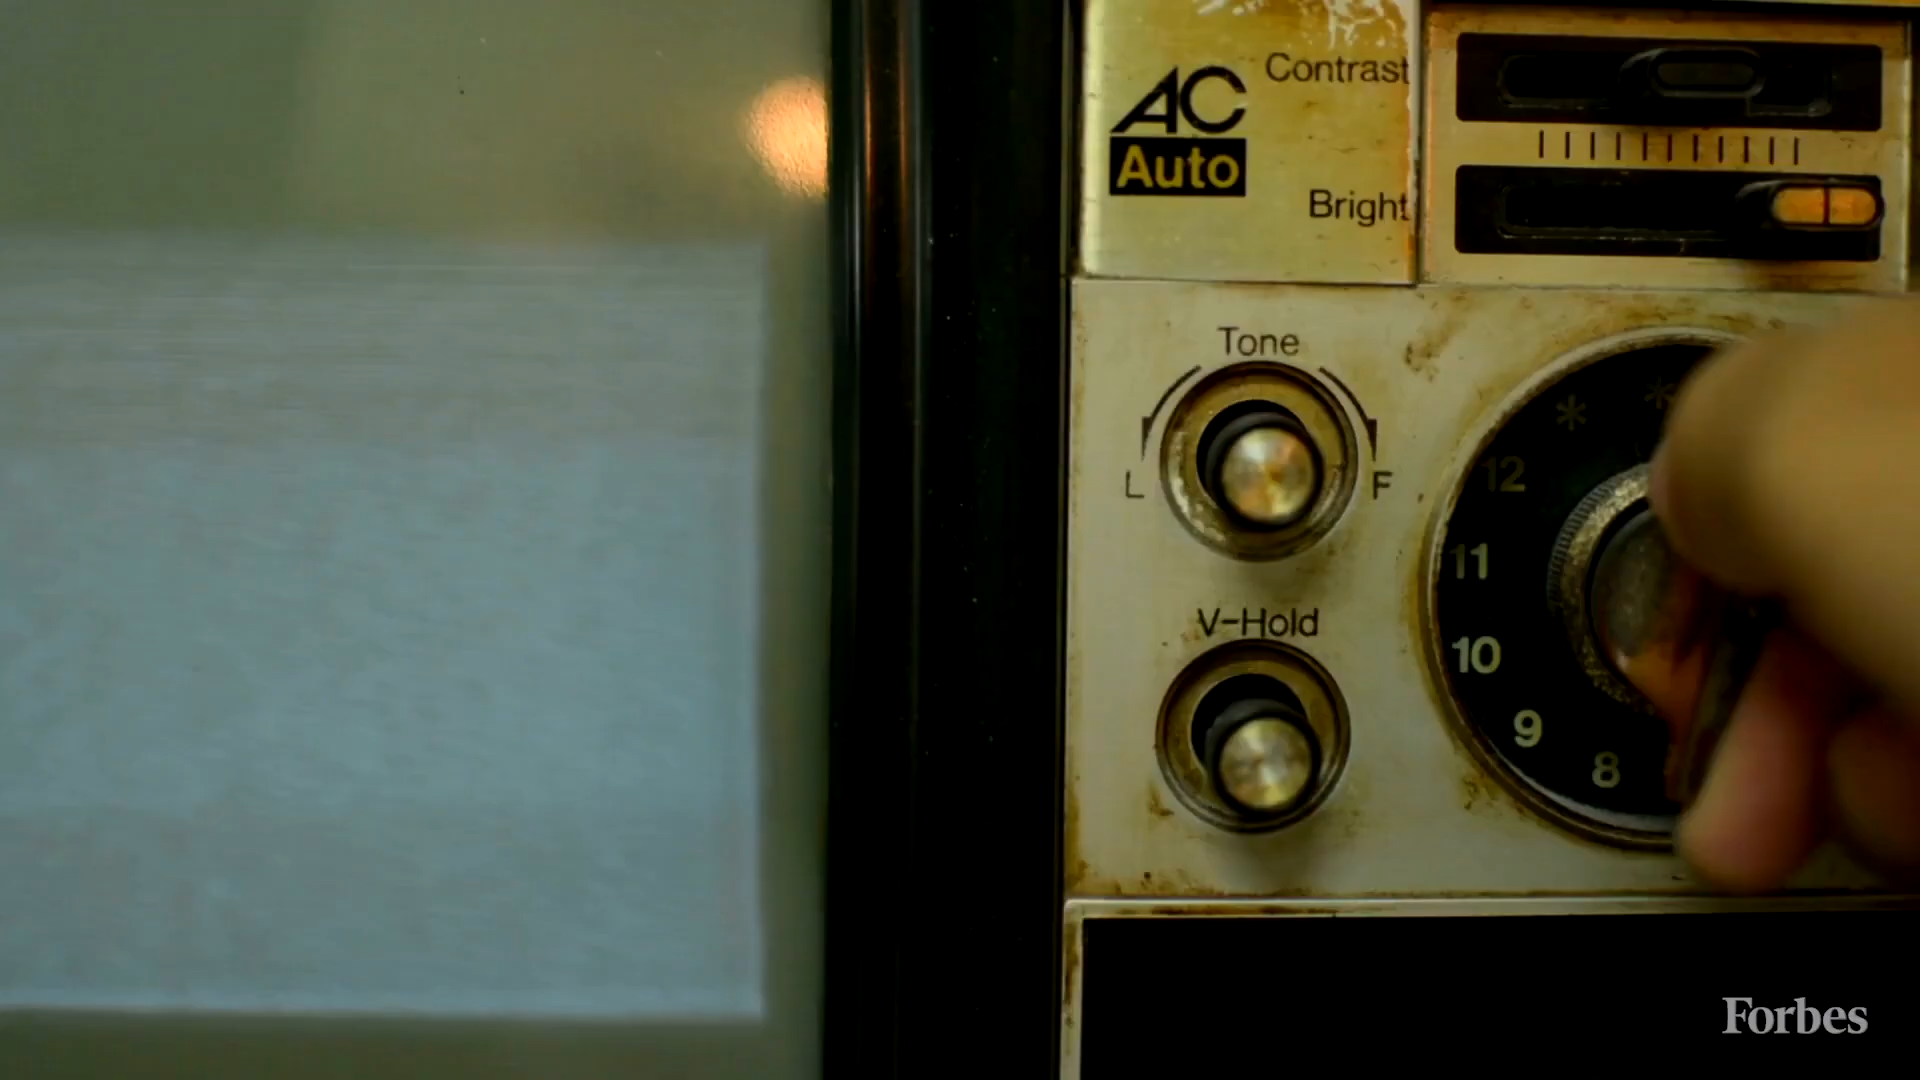 AC
Auto
Contrast
Bright
Tone
L
F
V-Hold
*
*
12
11
10
9
8
Forbes